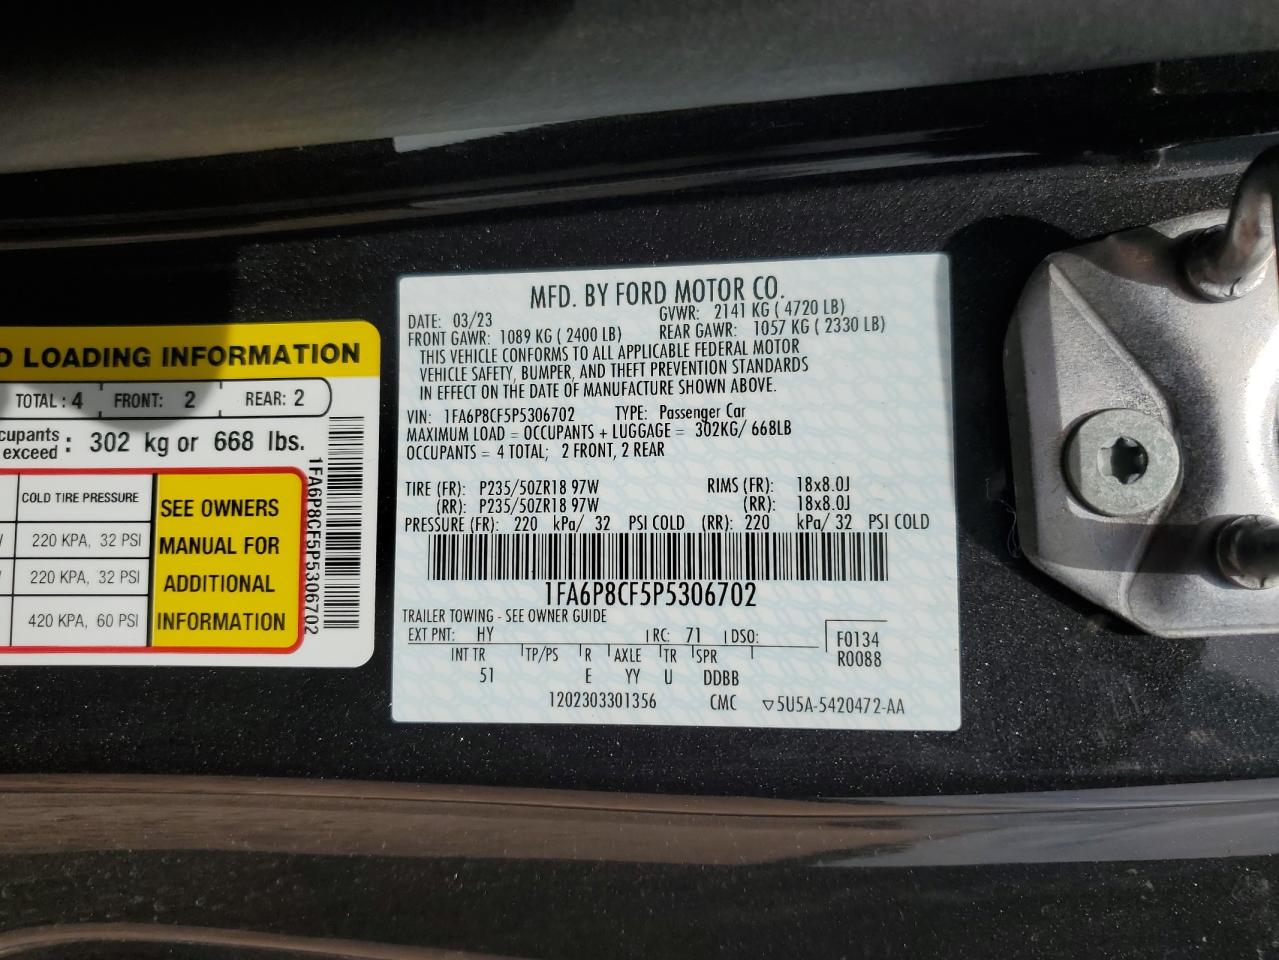 D LOADING INFORMATION
TOTAL: 4 FRONT: 2 REAR: 2
cupants exceed : 302 kg or 668 lbs.
COLD TIRE PRESSURE
220 KPA, 32 PSI
220 KPA, 32 PSI
420 KPA, 60 PSI
SEE OWNERS
MANUAL FOR
ADDITIONAL
INFORMATION
1FA6P8CF5P5306702
MFD. BY FORD MOTOR CO.
DATE: 03/23 GVWR: 2141 KG ( 4720 LB)
FRONT GAWR: 1089 KG ( 2400 LB) REAR GAWR: 1057 KG ( 2330 LB)
THIS VEHICLE CONFORMS TO ALL APPLICABLE FEDERAL MOTOR
VEHICLE SAFETY, BUMPER, AND THEFT PREVENTION STANDARDS
IN EFFECT ON THE DATE OF MANUFACTURE SHOWN ABOVE.
VIN: 1FA6P8CF5P5306702 TYPE: Passenger Car
MAXIMUM LOAD = OCCUPANTS + LUGGAGE = 302KG/ 668LB
OCCUPANTS = 4 TOTAL; 2 FRONT, 2 REAR
TIRE (FR): P235/50ZR18 97W RIMS (FR): 18x8.0J
(RR): P235/50ZR18 97W (RR): 18x8.0J
PRESSURE (FR): 220 kPa/ 32 PSI COLD (RR): 220 kPa/ 32 PSI COLD
1FA6P8CF5P5306702
TRAILER TOWING - SEE OWNER GUIDE
EXT PNT: HY RC: 71 DSO: F0134
R0088
INT TR TP/PS R AXLE TR SPR
51 E YY U DDBB
1202303301356 CMC ▽5U5A-5420472-AA